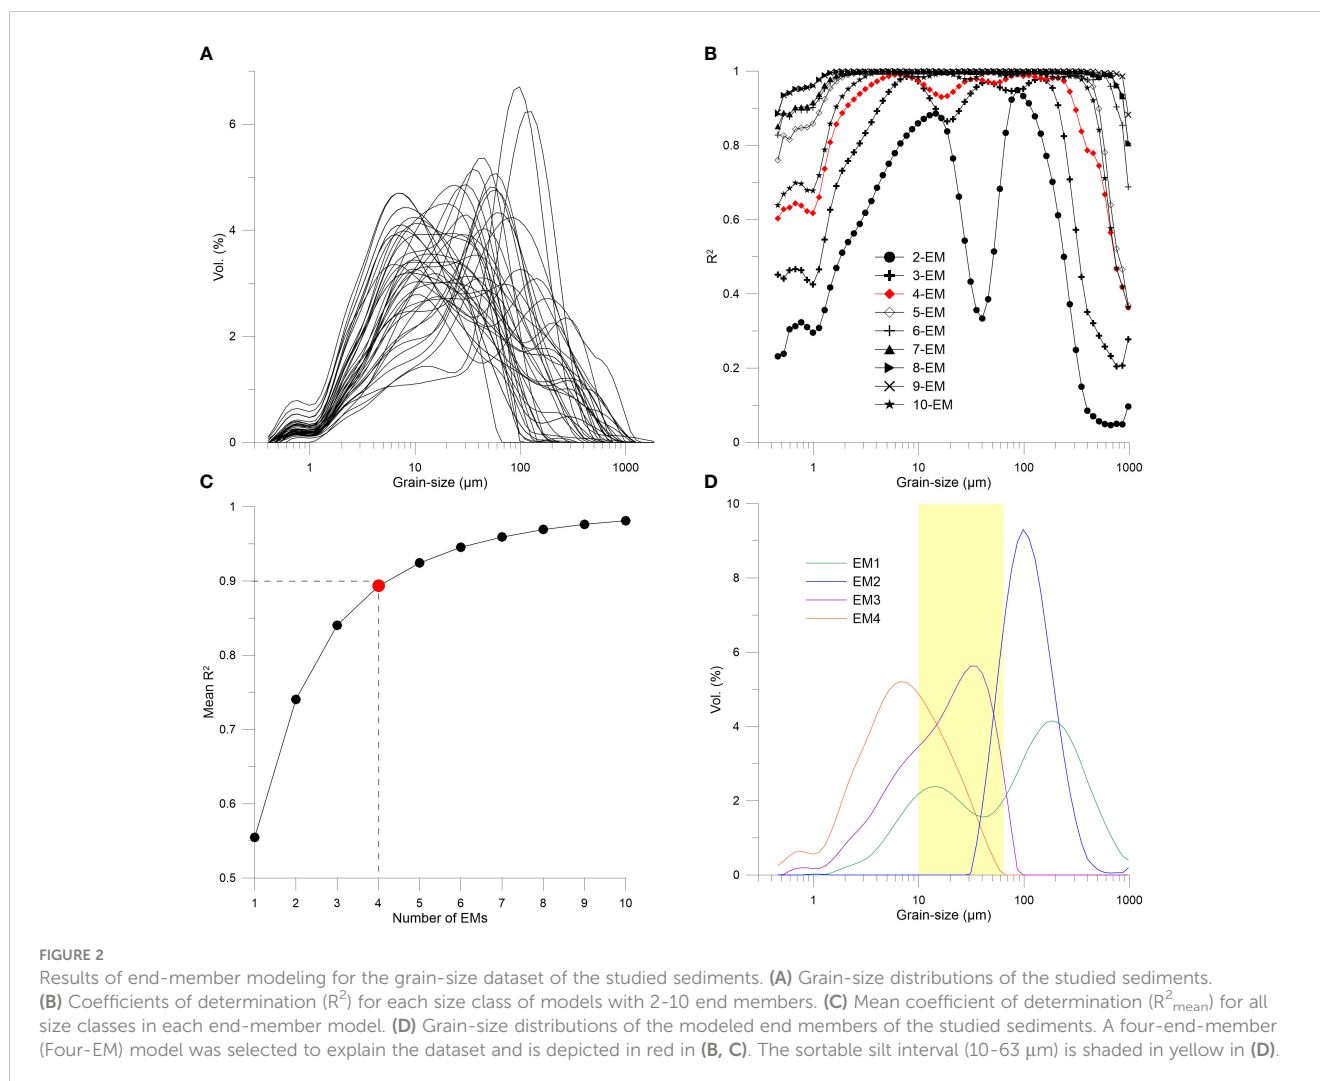 A
6
4
2
0
Vol. (%)
1
10
100
1000
Grain-size (µm)
B
1
0.8
0.6
0.4
0.2
0
R²
2-EM
3-EM
4-EM
5-EM
6-EM
7-EM
8-EM
9-EM
10-EM
1
10
100
1000
Grain-size (µm)
C
1
0.9
0.8
0.7
0.6
0.5
Mean R²
1
2
3
4
5
6
7
8
9
10
Number of EMs
D
10
8
6
4
2
0
Vol. (%)
EM1
EM2
EM3
EM4
1
10
100
1000
Grain-size (µm)
FIGURE 2
Results of end-member modeling for the grain-size dataset of the studied sediments. (A) Grain-size distributions of the studied sediments.
(B) Coefficients of determination (R²) for each size class of models with 2-10 end members. (C) Mean coefficient of determination (R²mean) for all
size classes in each end-member model. (D) Grain-size distributions of the modeled end members of the studied sediments. A four-end-member
(Four-EM) model was selected to explain the dataset and is depicted in red in (B, C). The sortable silt interval (10-63 µm) is shaded in yellow in (D).